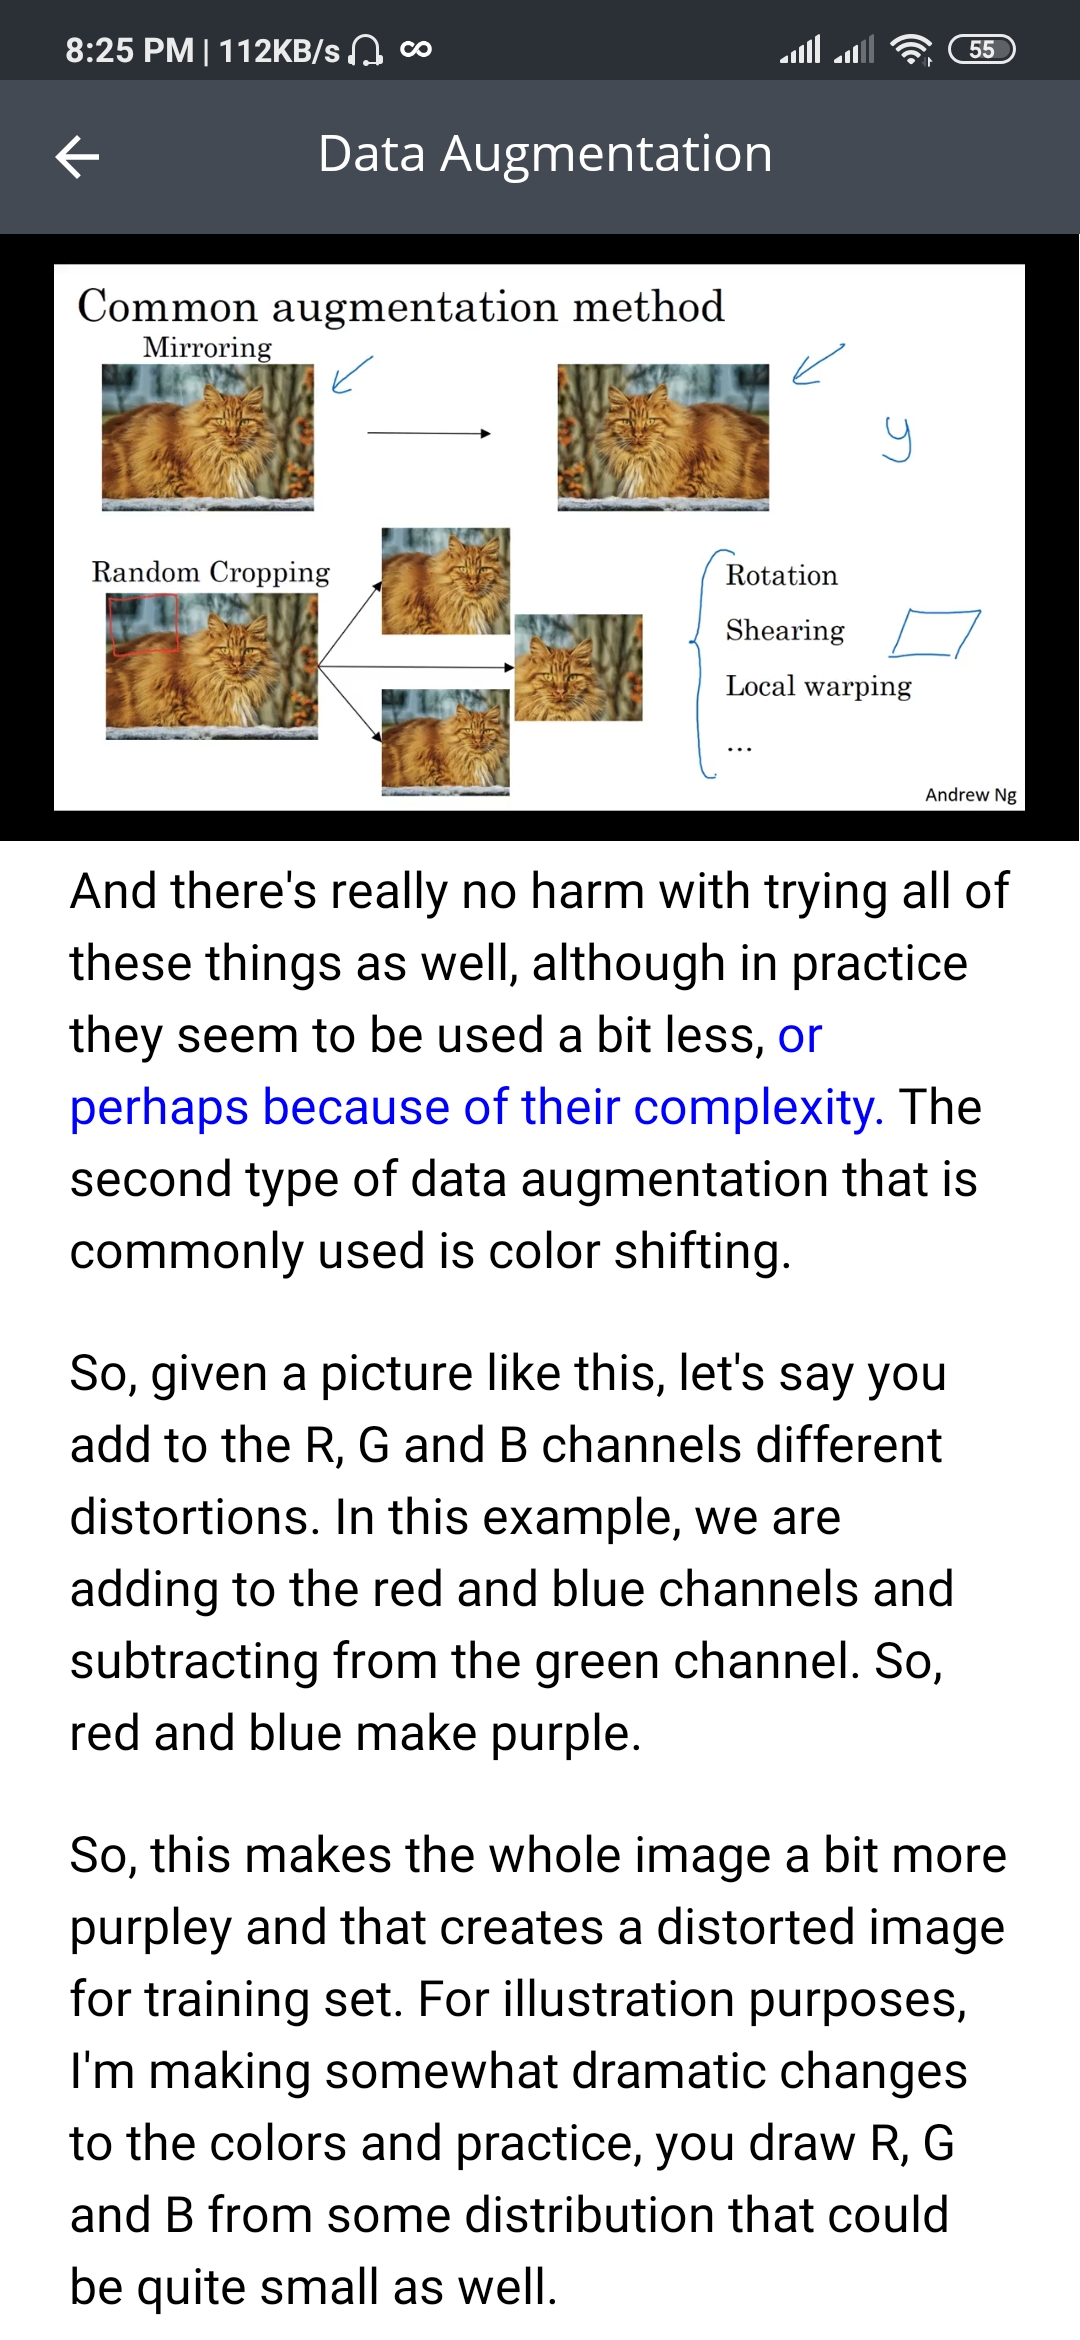 8:25 PM | 112KB/s
55
Data Augmentation
Common augmentation method
Mirroring
y
Random Cropping
Rotation
Shearing
Local warping
...
Andrew Ng
And there's really no harm with trying all of
these things as well, although in practice
they seem to be used a bit less, or
perhaps because of their complexity. The
second type of data augmentation that is
commonly used is color shifting.
So, given a picture like this, let's say you
add to the R, G and B channels different
distortions. In this example, we are
adding to the red and blue channels and
subtracting from the green channel. So,
red and blue make purple.
So, this makes the whole image a bit more
purpley and that creates a distorted image
for training set. For illustration purposes,
I'm making somewhat dramatic changes
to the colors and practice, you draw R, G
and B from some distribution that could
be quite small as well.